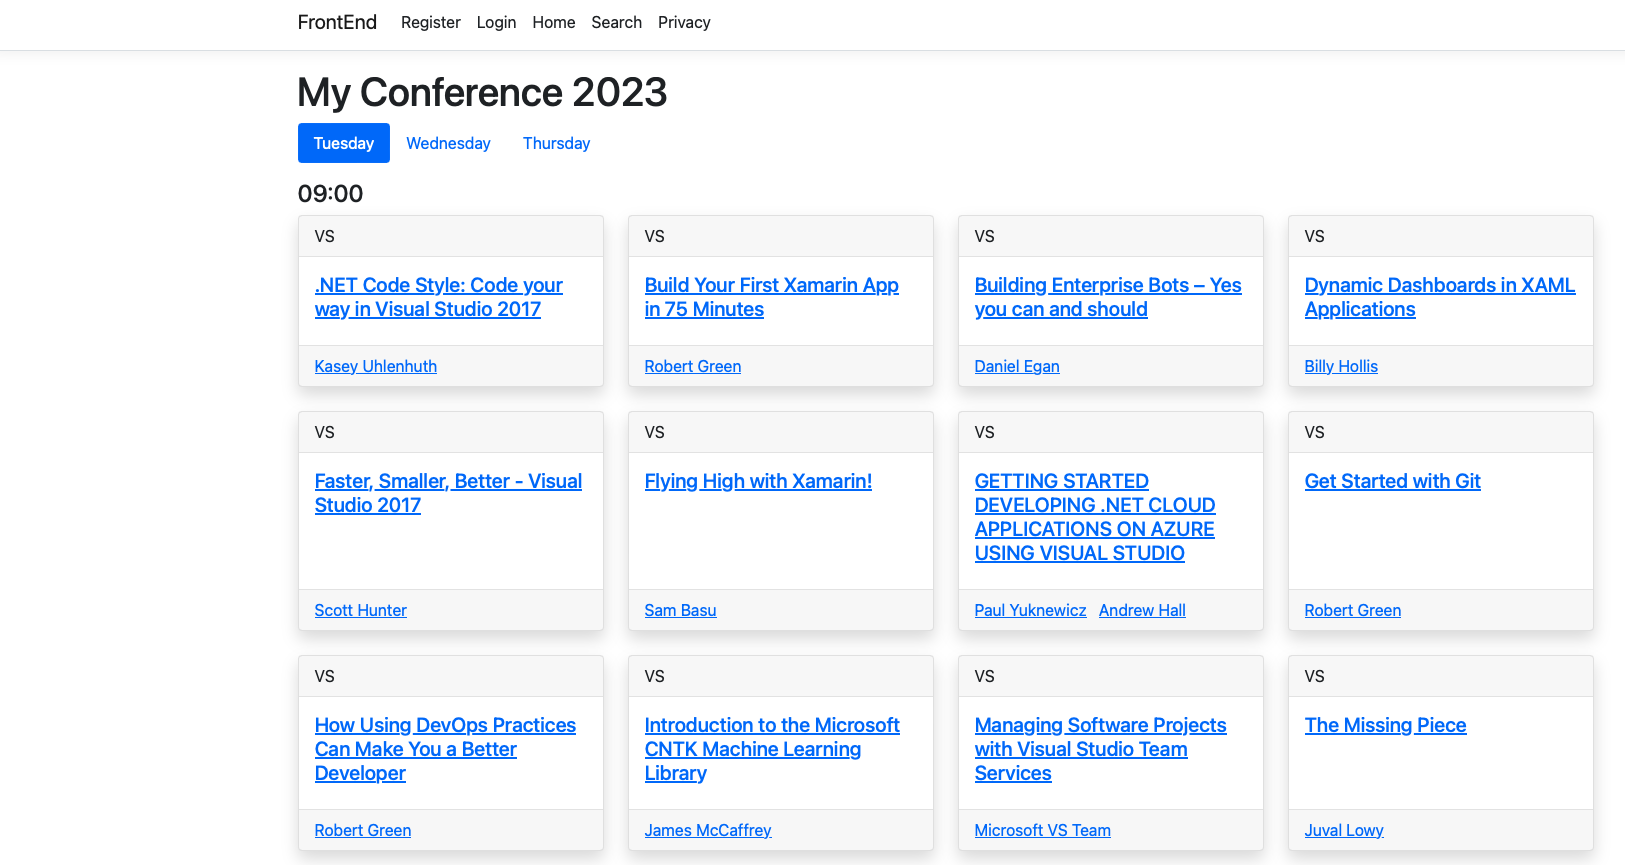 FrontEnd Register Login Home Search Privacy
My Conference 2023
Tuesday Wednesday Thursday
09:00
VS
.NET Code Style: Code your
way in Visual Studio 2017
Kasey Uhlenhuth
VS
Build Your First Xamarin App
in 75 Minutes
Robert Green
VS
Building Enterprise Bots – Yes
you can and should
Daniel Egan
VS
Dynamic Dashboards in XAML
Applications
Billy Hollis
VS
Faster, Smaller, Better - Visual
Studio 2017
Scott Hunter
VS
Flying High with Xamarin!
Sam Basu
VS
GETTING STARTED
DEVELOPING .NET CLOUD
APPLICATIONS ON AZURE
USING VISUAL STUDIO
Paul Yuknewicz Andrew Hall
VS
Get Started with Git
Robert Green
VS
How Using DevOps Practices
Can Make You a Better
Developer
Robert Green
VS
Introduction to the Microsoft
CNTK Machine Learning
Library
James McCaffrey
VS
Managing Software Projects
with Visual Studio Team
Services
Microsoft VS Team
VS
The Missing Piece
Juval Lowy